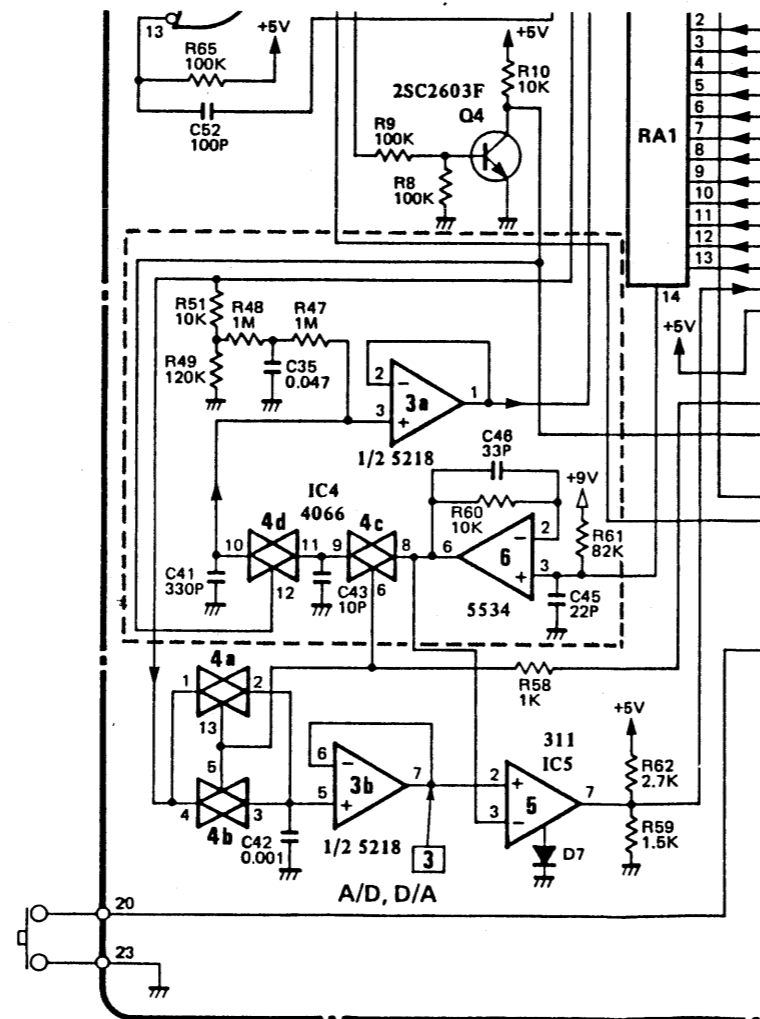 13
+5V
R65
100K
C52
100P
+5V
R10
10K
2SC2603F
Q4
R9
100K
R8
100K
RA1
2
3
4
5
6
7
8
9
10
11
12
13
14
+5V
R51
10K
R48
1M
R47
1M
R49
120K
C35
0.047
2
−
3a
1
3
+
1/2 5218
C46
33P
R60
10K
+9V
R61
82K
IC4
4066
4d
10
11
12
C41
330P
C43
10P
4c
9
8
6
6
6
−
2
+
3
5534
C45
22P
4a
1
2
13
R58
1K
5
4
3
4b
C42
0.001
6
−
3b
7
5
+
1/2 5218
3
A/D, D/A
311
IC5
2
+
5
7
3
−
D7
+5V
R62
2.7K
R59
1.5K
20
23